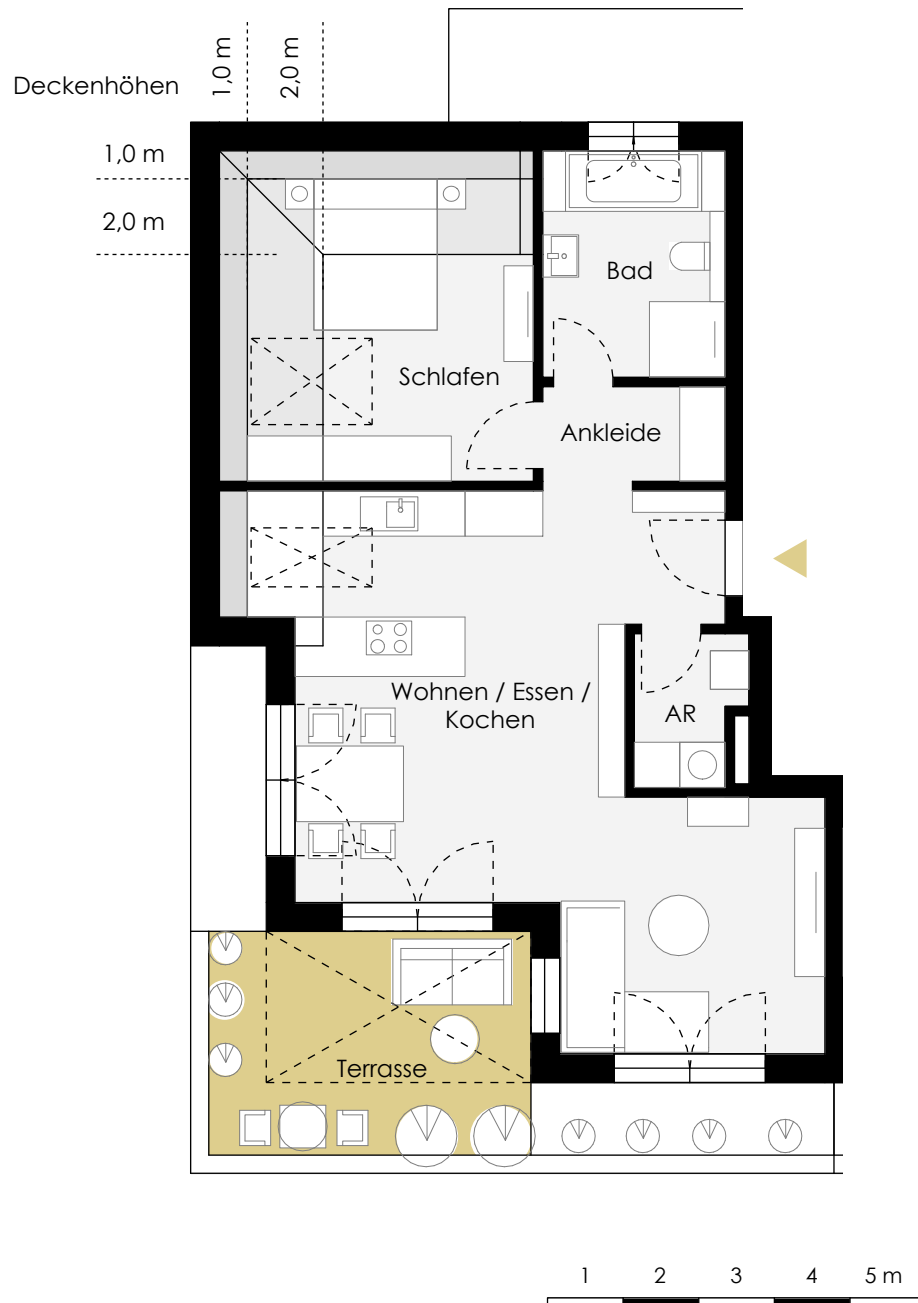 Deckenhöhen
1,0 m
2,0 m
1,0 m
2,0 m
Bad
Schlafen
Ankleide
Wohnen / Essen /
Kochen
AR
Terrasse
1 2 3 4 5 m